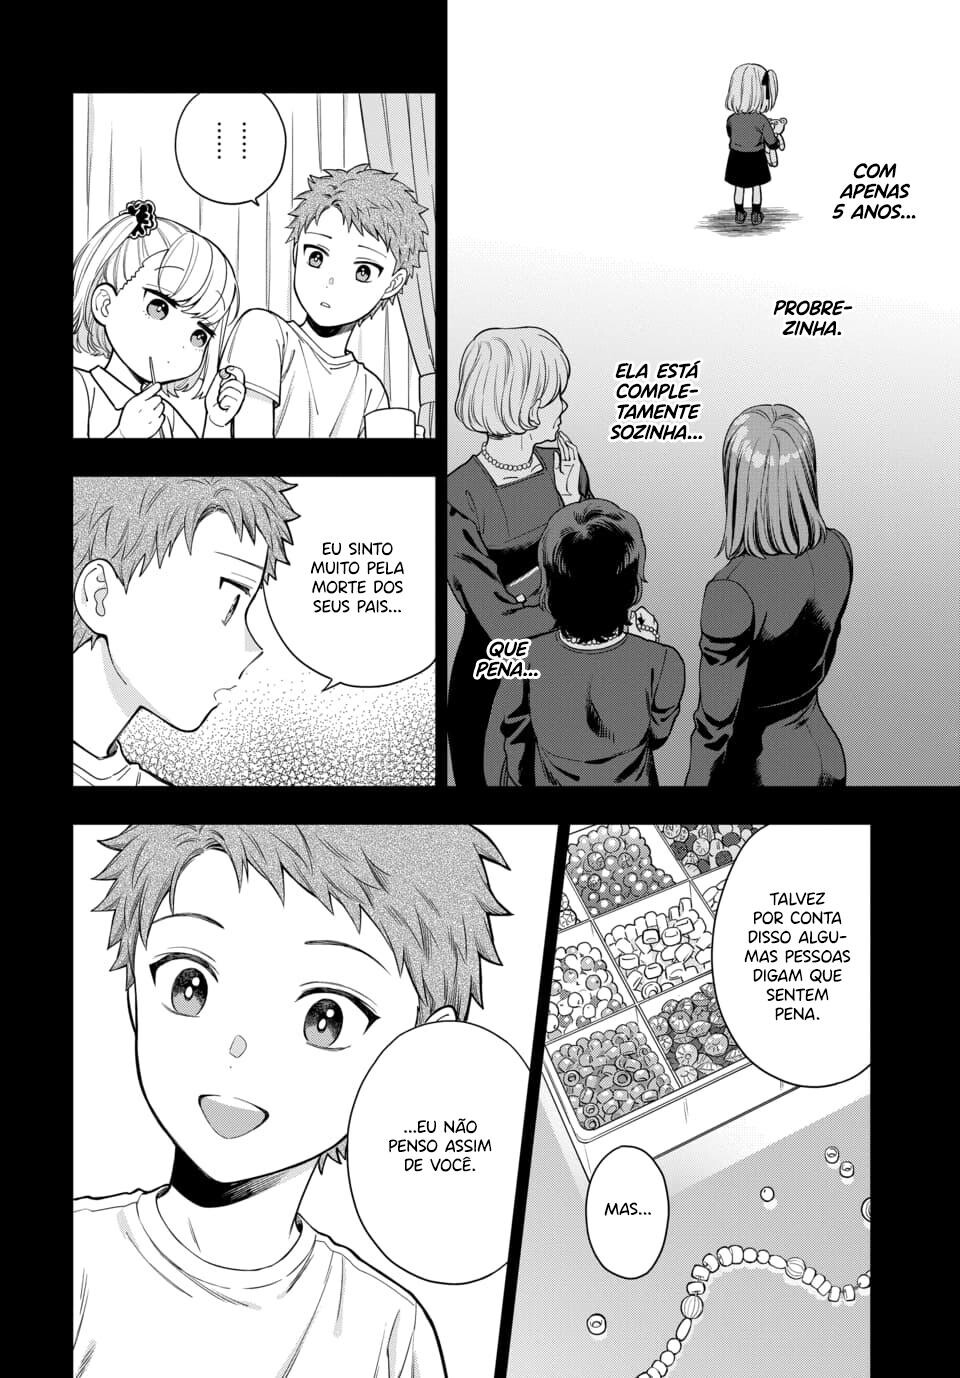 COM
APENAS
5 ANOS...
PROBRE-
ZINHA.
ELA ESTÁ
COMPLE-
TAMENTE
SOZINHA...
QUE
PENA...
......
EU SINTO
MUITO PELA
MORTE DOS
SEUS PAIS...
TALVEZ
POR CONTA
DISSO ALGU-
MAS PESSOAS
DIGAM QUE
SENTEM
PENA.
MAS...
...EU NÃO
PENSO ASSIM
DE VOCÊ.